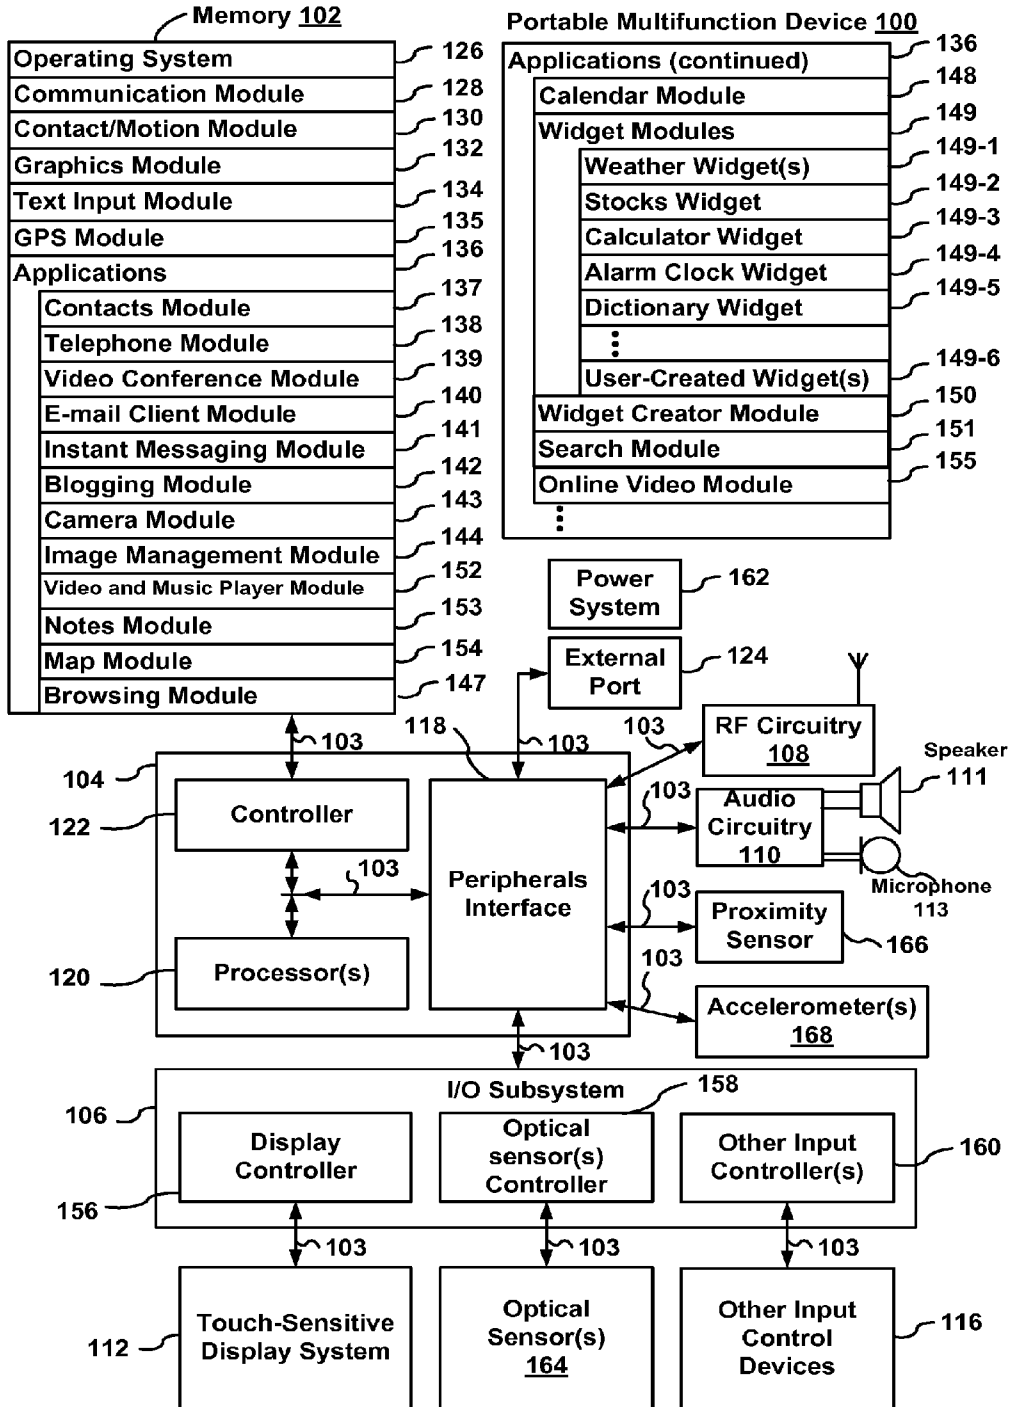 Memory 102
Operating System 126
Communication Module 128
Contact/Motion Module 130
Graphics Module 132
Text Input Module 134
GPS Module 135
Applications 136
Contacts Module 137
Telephone Module 138
Video Conference Module 139
E-mail Client Module 140
Instant Messaging Module 141
Blogging Module 142
Camera Module 143
Image Management Module 144
Video and Music Player Module 152
Notes Module 153
Map Module 154
Browsing Module 147
Portable Multifunction Device 100
Applications (continued) 136
Calendar Module 148
Widget Modules 149
Weather Widget(s) 149-1
Stocks Widget 149-2
Calculator Widget 149-3
Alarm Clock Widget 149-4
Dictionary Widget 149-5
User-Created Widget(s) 149-6
Widget Creator Module 150
Search Module 151
Online Video Module 155
Power
System
162
External
Port
124
103
118
103
103
RF Circuitry
108
Speaker
111
104
Controller
122
103
Audio
Circuitry
110
Microphone
113
103
Peripherals
Interface
103
Proximity
Sensor
166
120
Processor(s)
103
Accelerometer(s)
168
103
I/O Subsystem
158
106
Display
Controller
156
Optical
sensor(s)
Controller
Other Input
Controller(s)
160
103
103
103
112
Touch-Sensitive
Display System
Optical
Sensor(s)
164
Other Input
Control
Devices
116